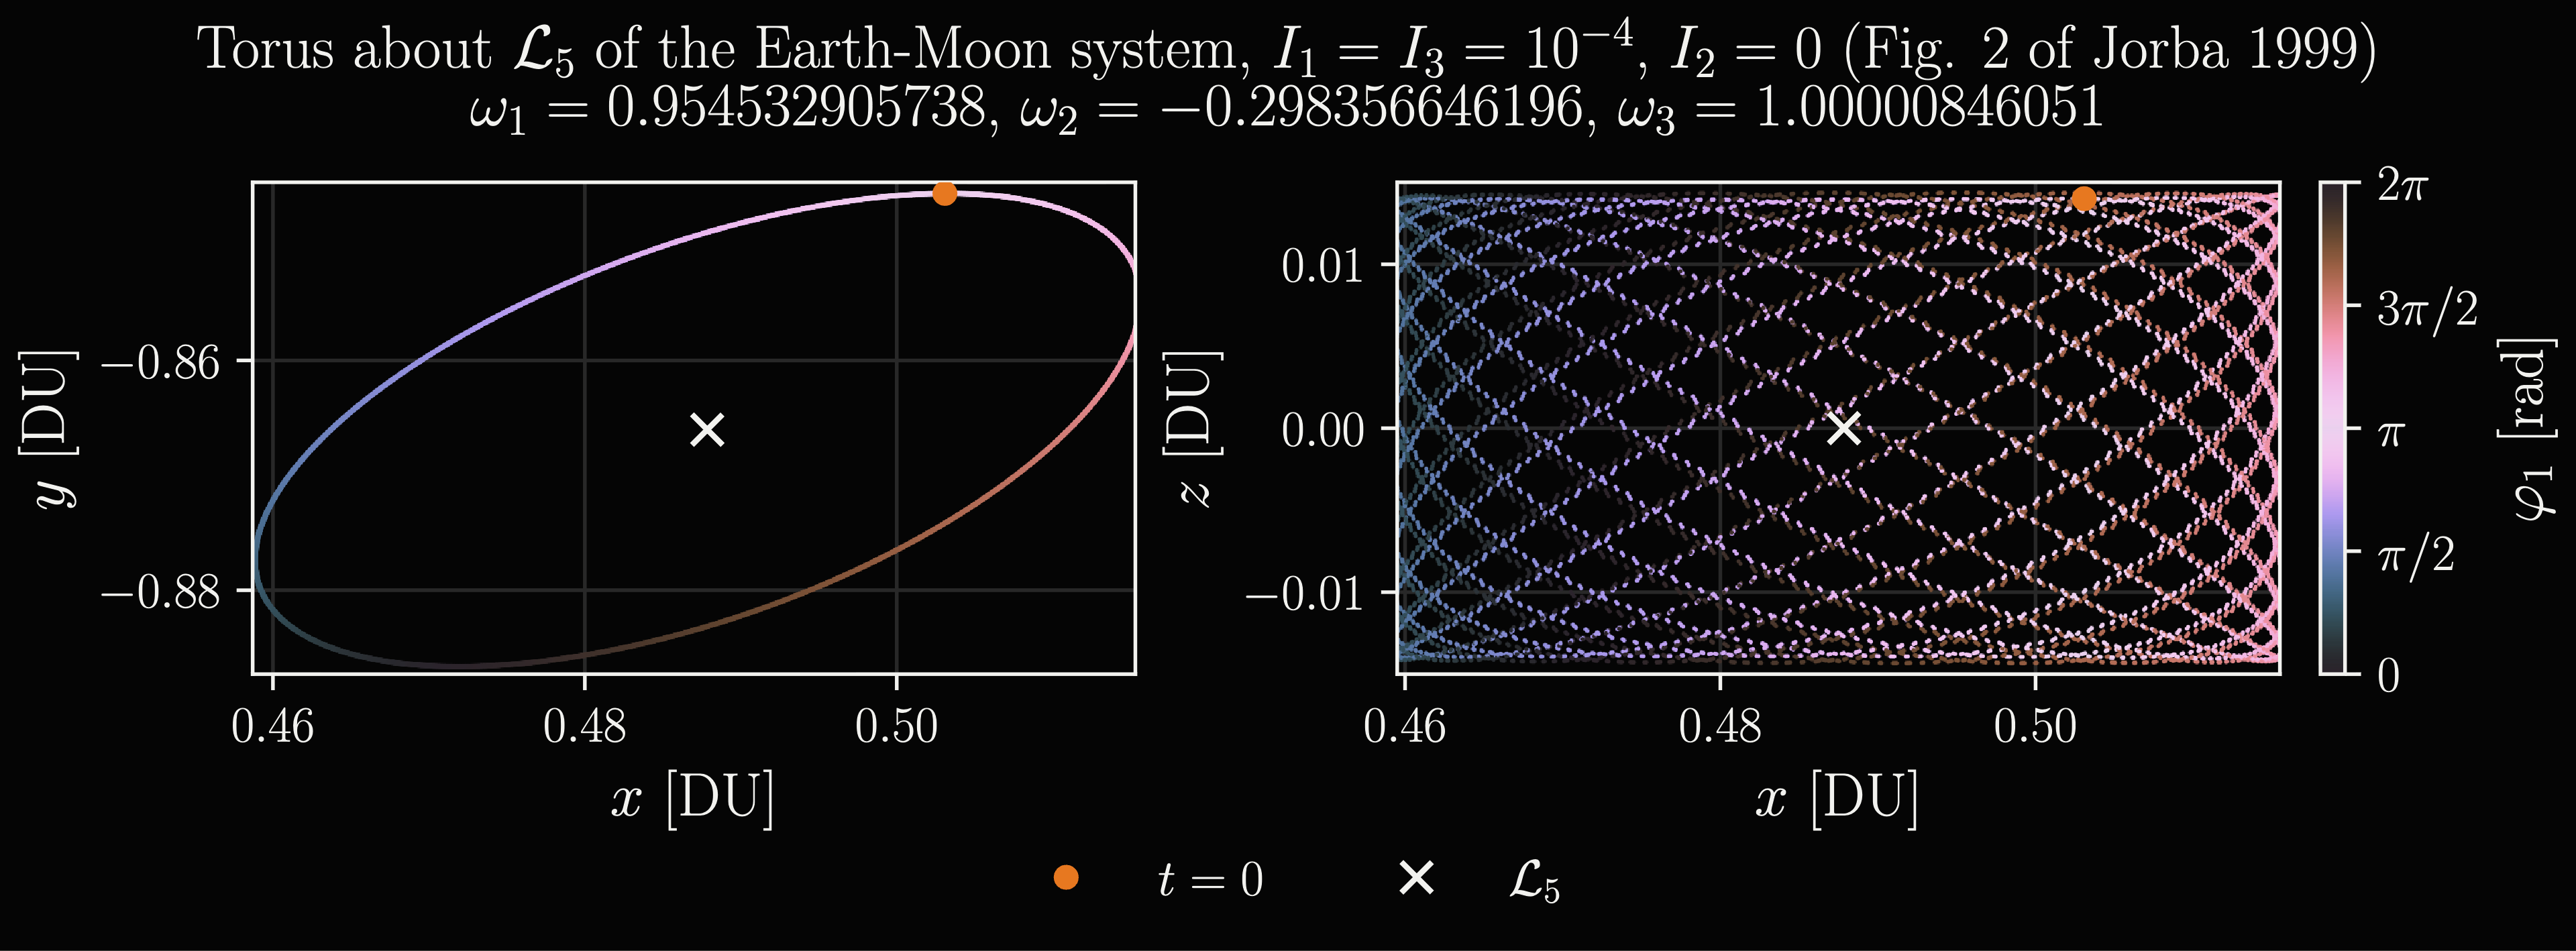 Torus about ℒ₅ of the Earth-Moon system, I₁ = I₃ = 10⁻⁴, I₂ = 0 (Fig. 2 of Jorba 1999)
ω₁ = 0.954532905738, ω₂ = −0.298356646196, ω₃ = 1.00000846051
y [DU]
−0.86
−0.88
0.46
0.48
0.50
x [DU]
z [DU]
0.01
0.00
−0.01
0.46
0.48
0.50
x [DU]
2π
3π/2
π
π/2
0
φ₁ [rad]
t = 0
ℒ₅